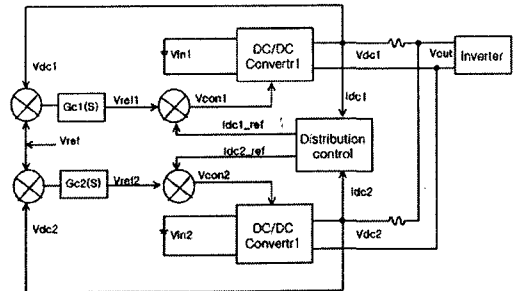 Vdc1
Vin1
DC/DC
Convertr1
Vout
Inverter
Vdc1
Idc1
Gc1(S)
Vref1
Vcon1
Idc1_ref
Vref
Idc2_ref
Distribution
control
Gc2(S)
Vref2
Vcon2
Idc2
Vdc2
Vin2
DC/DC
Convertr1
Vdc2